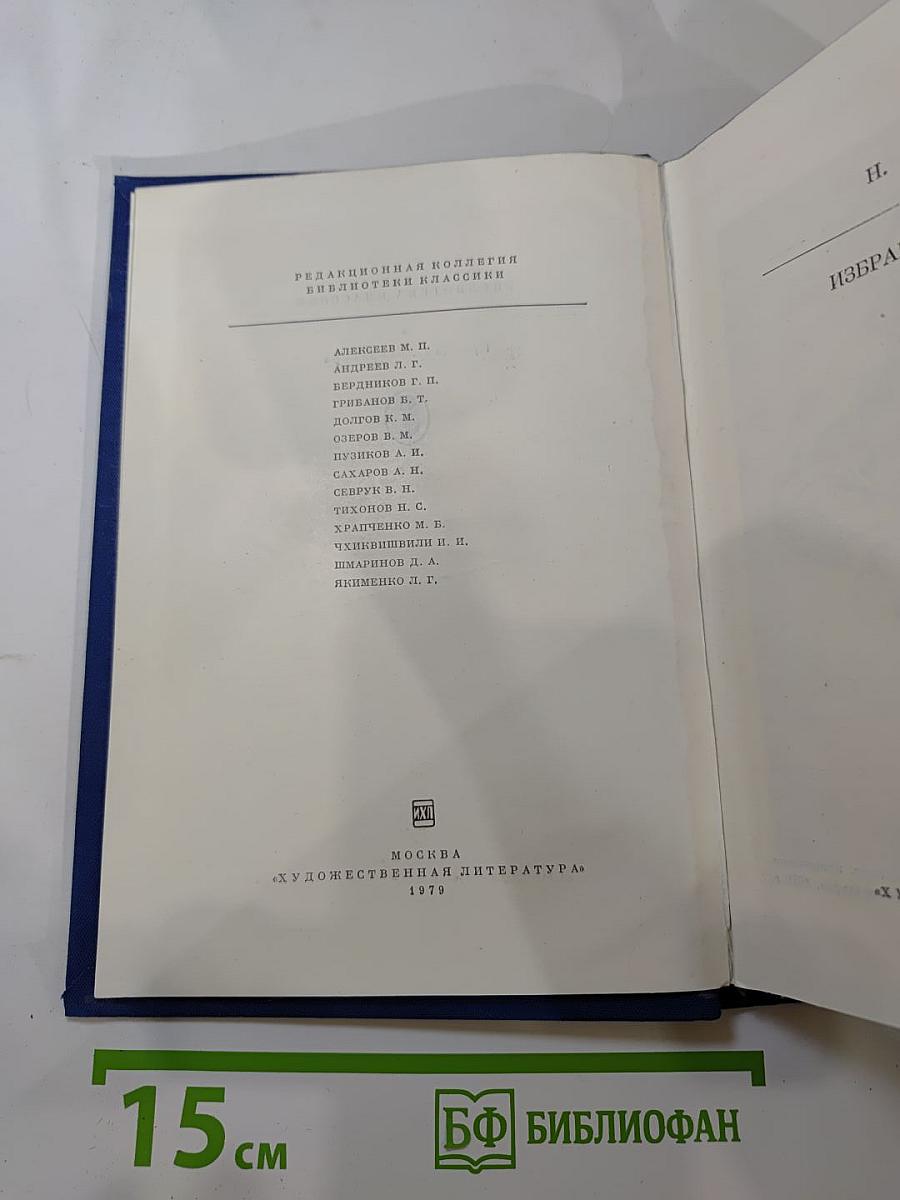 РЕДАКЦИОННАЯ КОЛЛЕГИЯ
БИБЛИОТЕКИ КЛАССИКИ
АЛЕКСЕЕВ М. П.
АНДРЕЕВ Л. Г.
БЕРДНИКОВ Г. П.
ГРИБАНОВ Б. Т.
ДОЛГОВ К. М.
ОЗЕРОВ В. М.
ПУЗИКОВ А. И.
САХАРОВ А. Н.
СЕВРУК В. Н.
ТИХОНОВ Н. С.
ХРАПЧЕНКО М. Б.
ЧХИКВИШВИЛИ И. И.
ШМАРИНОВ Д. А.
ЯКИМЕНКО Л. Г.
ИХЛ
МОСКВА
«ХУДОЖЕСТВЕННАЯ ЛИТЕРАТУРА»
1979
Н.
ИЗБРА
«Х
15 см
БФ БИБЛИОФАН